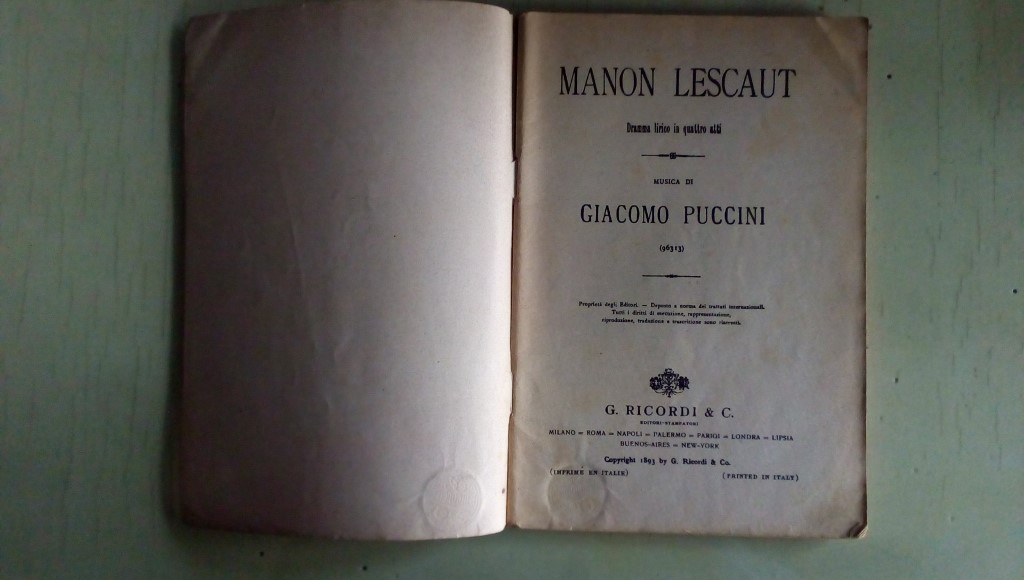 MANON LESCAUT
Dramma lirico in quattro atti
MUSICA DI
GIACOMO PUCCINI
(96313)
Proprietà degli Editori. — Deposto a norma dei trattati internazionali.
Tutti i diritti di esecuzione, rappresentazione,
riproduzione, traduzione e trascrizione sono riservati.
G. RICORDI & C.
EDITORI-STAMPATORI
MILANO = ROMA = NAPOLI = PALERMO = PARIGI = LONDRA = LIPSIA
BUENOS-AIRES = NEW-YORK
Copyright 1893 by G. Ricordi & Co.
(IMPRIMÉ EN ITALIE) (PRINTED IN ITALY)